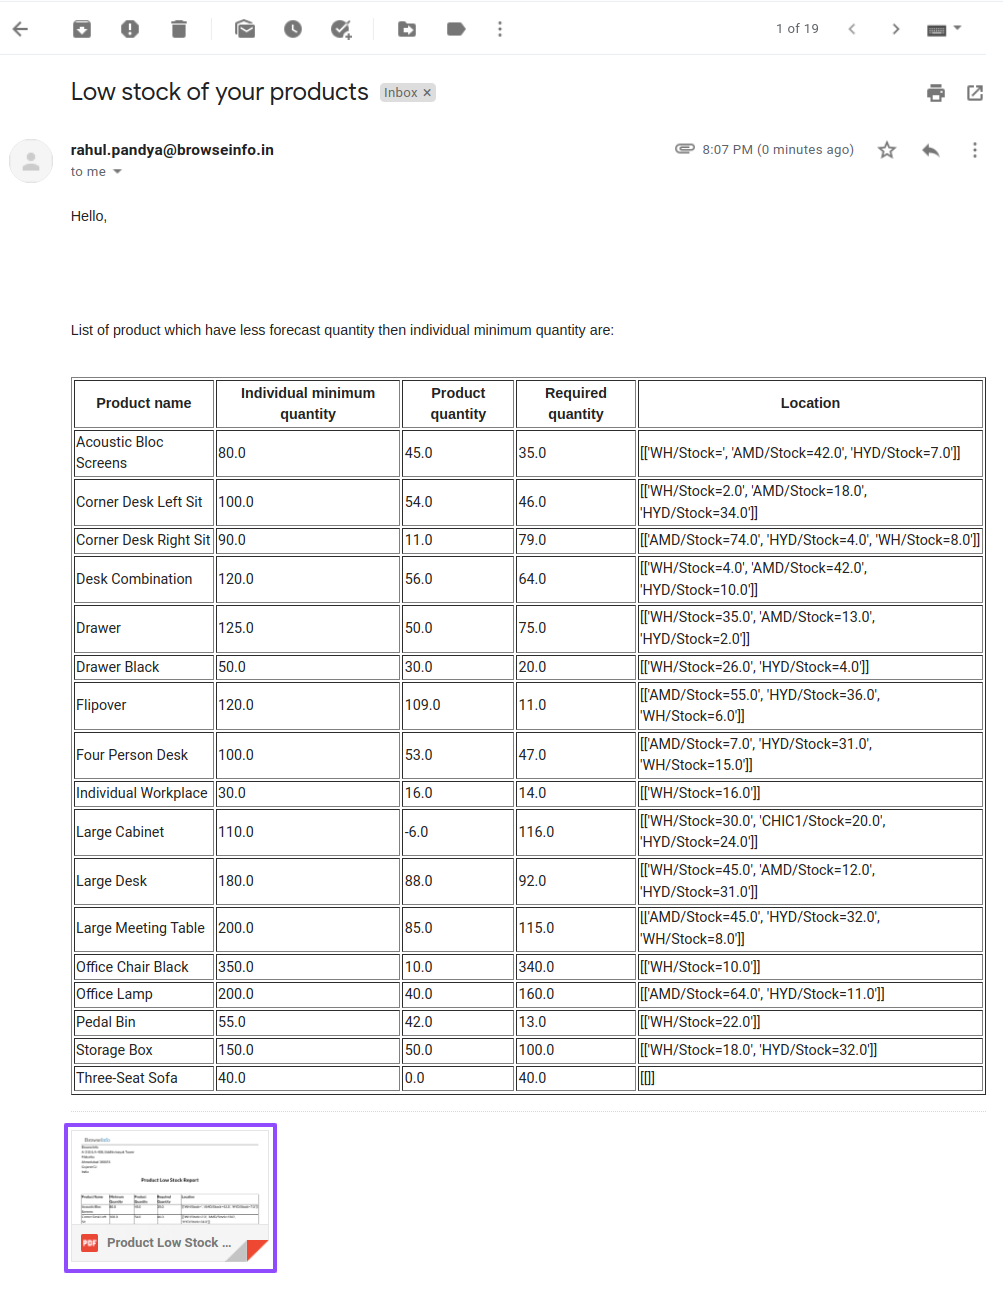 1 of 19
Low stock of your products Inbox ×
rahul.pandya@browseinfo.in 8:07 PM (0 minutes ago)
to me
Hello,
List of product which have less forecast quantity then individual minimum quantity are:
Product name Individual minimum quantity Product quantity Required quantity Location
Acoustic Bloc Screens 80.0 45.0 35.0 [['WH/Stock=', 'AMD/Stock=42.0', 'HYD/Stock=7.0']]
Corner Desk Left Sit 100.0 54.0 46.0 [['WH/Stock=2.0', 'AMD/Stock=18.0', 'HYD/Stock=34.0']]
Corner Desk Right Sit 90.0 11.0 79.0 [['AMD/Stock=74.0', 'HYD/Stock=4.0', 'WH/Stock=8.0']]
Desk Combination 120.0 56.0 64.0 [['WH/Stock=4.0', 'AMD/Stock=42.0', 'HYD/Stock=10.0']]
Drawer 125.0 50.0 75.0 [['WH/Stock=35.0', 'AMD/Stock=13.0', 'HYD/Stock=2.0']]
Drawer Black 50.0 30.0 20.0 [['WH/Stock=26.0', 'HYD/Stock=4.0']]
Flipover 120.0 109.0 11.0 [['AMD/Stock=55.0', 'HYD/Stock=36.0', 'WH/Stock=6.0']]
Four Person Desk 100.0 53.0 47.0 [['AMD/Stock=7.0', 'HYD/Stock=31.0', 'WH/Stock=15.0']]
Individual Workplace 30.0 16.0 14.0 [['WH/Stock=16.0']]
Large Cabinet 110.0 -6.0 116.0 [['WH/Stock=30.0', 'CHIC1/Stock=20.0', 'HYD/Stock=24.0']]
Large Desk 180.0 88.0 92.0 [['WH/Stock=45.0', 'AMD/Stock=12.0', 'HYD/Stock=31.0']]
Large Meeting Table 200.0 85.0 115.0 [['AMD/Stock=45.0', 'HYD/Stock=32.0', 'WH/Stock=8.0']]
Office Chair Black 350.0 10.0 340.0 [['WH/Stock=10.0']]
Office Lamp 200.0 40.0 160.0 [['AMD/Stock=64.0', 'HYD/Stock=11.0']]
Pedal Bin 55.0 42.0 13.0 [['WH/Stock=22.0']]
Storage Box 150.0 50.0 100.0 [['WH/Stock=18.0', 'HYD/Stock=32.0']]
Three-Seat Sofa 40.0 0.0 40.0 [[]]
Product Low Stock Report
PDF Product Low Stock ...